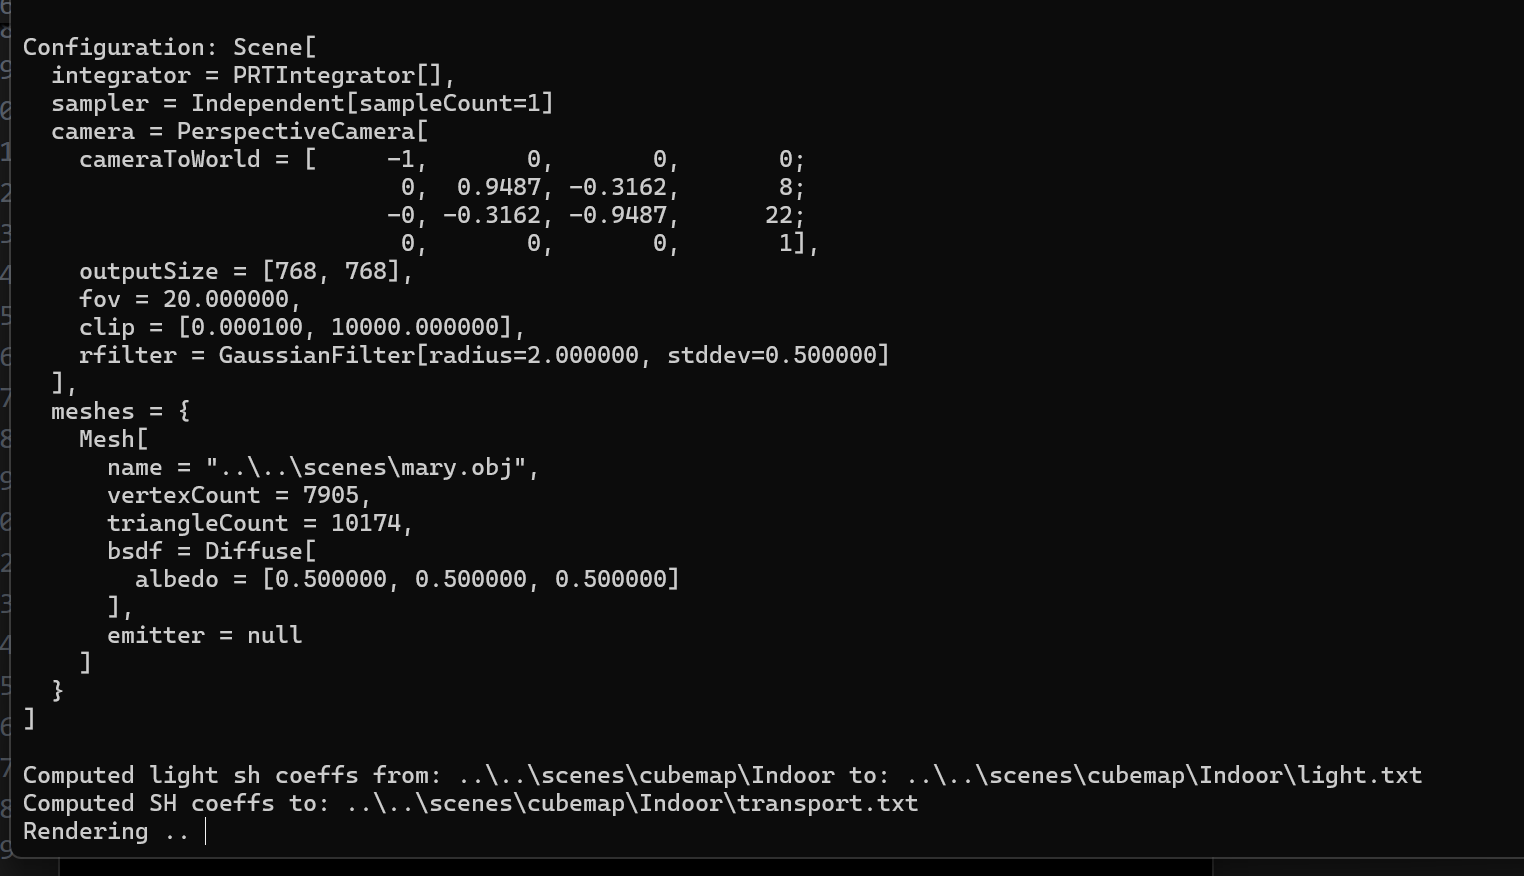 Configuration: Scene[
  integrator = PRTIntegrator[],
  sampler = Independent[sampleCount=1]
  camera = PerspectiveCamera[
    cameraToWorld = [     -1,       0,       0,       0;
                           0,  0.9487, -0.3162,       8;
                          -0, -0.3162, -0.9487,      22;
                           0,       0,       0,       1],
    outputSize = [768, 768],
    fov = 20.000000,
    clip = [0.000100, 10000.000000],
    rfilter = GaussianFilter[radius=2.000000, stddev=0.500000]
  ],
  meshes = {
    Mesh[
      name = "..\..\scenes\mary.obj",
      vertexCount = 7905,
      triangleCount = 10174,
      bsdf = Diffuse[
        albedo = [0.500000, 0.500000, 0.500000]
      ],
      emitter = null
    ]
  }
]

Computed light sh coeffs from: ..\..\scenes\cubemap\Indoor to: ..\..\scenes\cubemap\Indoor\light.txt
Computed SH coeffs to: ..\..\scenes\cubemap\Indoor\transport.txt
Rendering ..